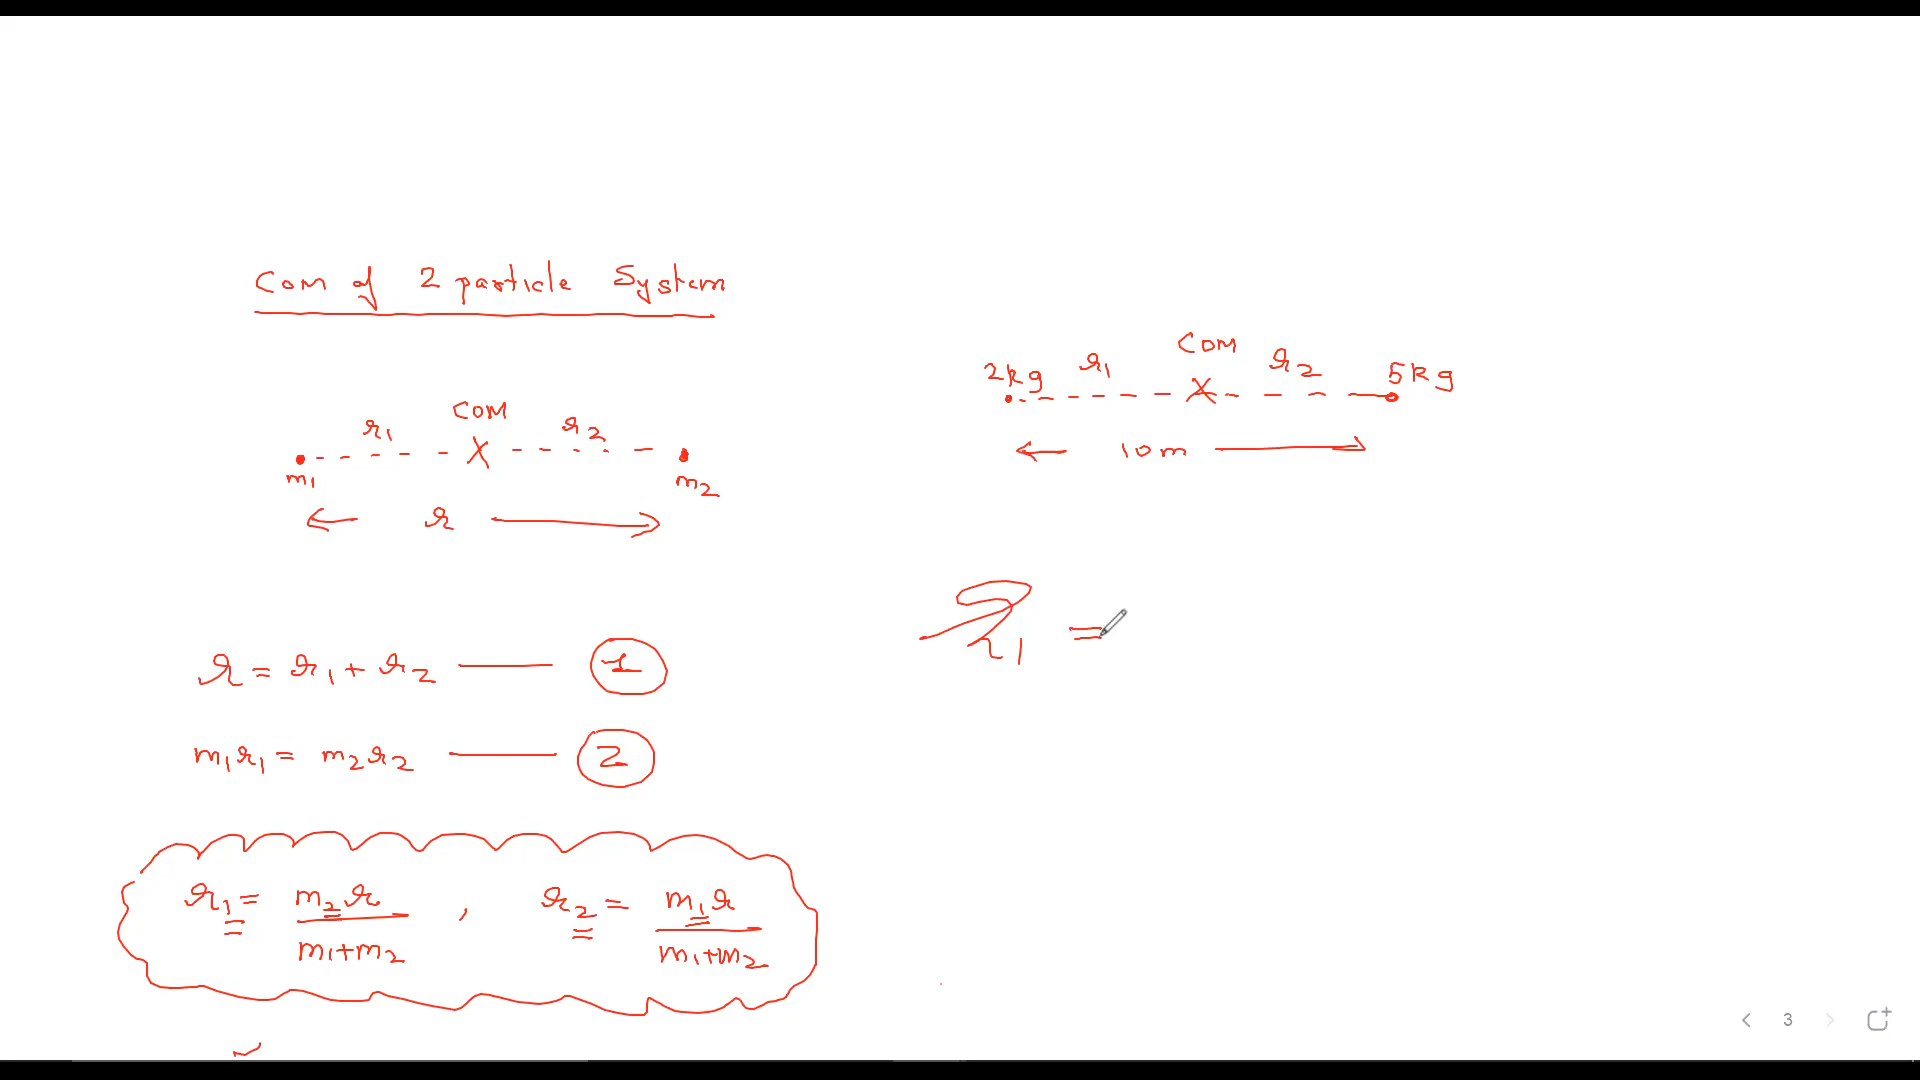 Com of 2 particle System
COM
r1 r2
m1 m2
r
r = r1 + r2 —— 1
m1r1 = m2r2 —— 2
r1 = m2r / m1+m2 , r2 = m1r / m1+m2
COM
2kg r1 r2 5kg
10m
r1 =
3